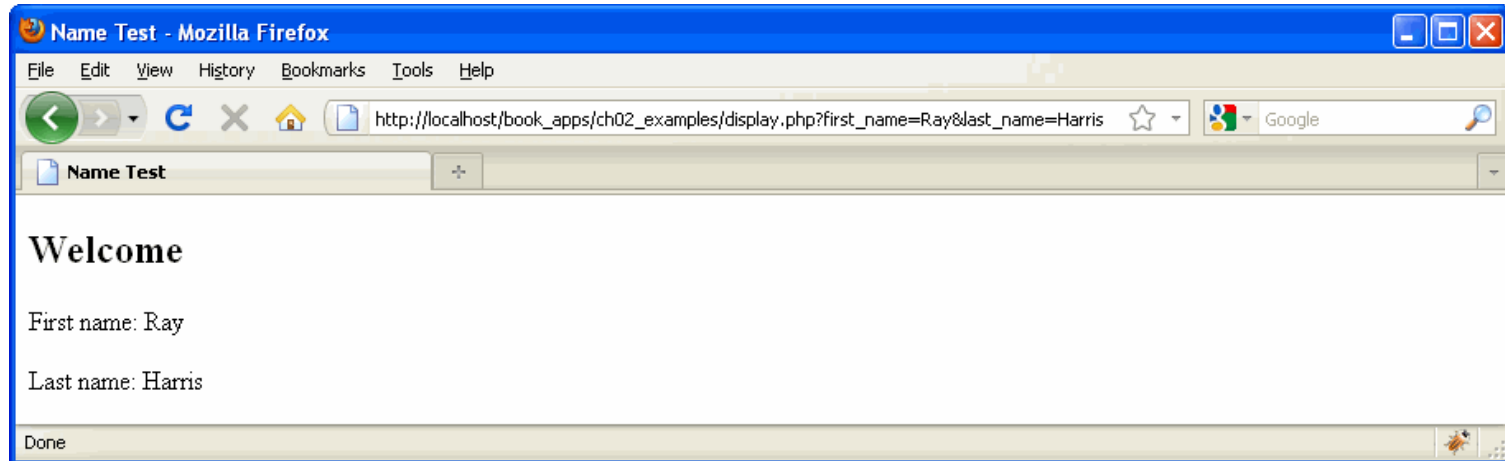 Name Test - Mozilla Firefox
File Edit View History Bookmarks Tools Help
http://localhost/book_apps/ch02_examples/display.php?first_name=Ray&last_name=Harris Google
Name Test
Welcome
First name: Ray
Last name: Harris
Done